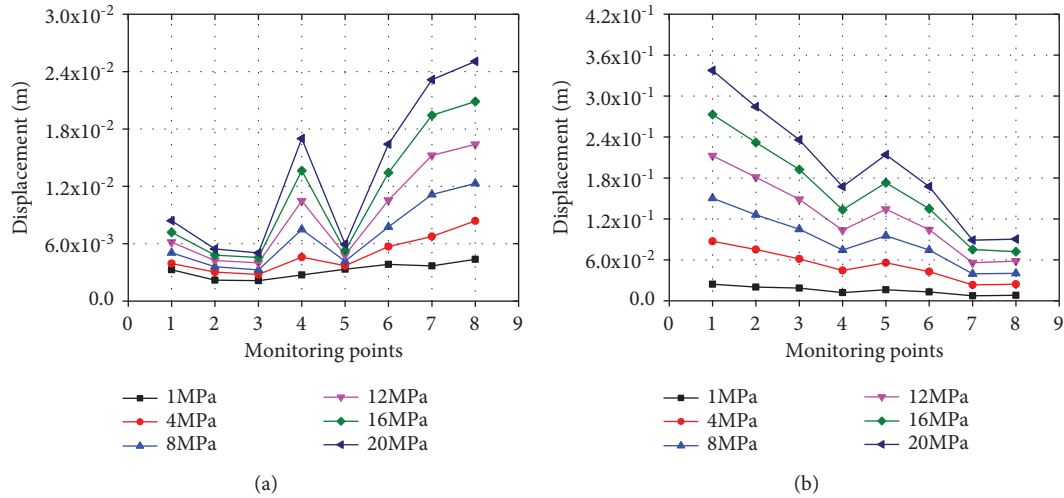 3.0x10⁻²
2.4x10⁻²
1.8x10⁻²
1.2x10⁻²
6.0x10⁻³
0.0
Displacement (m)
0 1 2 3 4 5 6 7 8 9
Monitoring points
1MPa
4MPa
8MPa
12MPa
16MPa
20MPa
(a)
4.2x10⁻¹
3.6x10⁻¹
3.0x10⁻¹
2.4x10⁻¹
1.8x10⁻¹
1.2x10⁻¹
6.0x10⁻²
0.0
Displacement (m)
0 1 2 3 4 5 6 7 8 9
Monitoring points
1MPa
4MPa
8MPa
12MPa
16MPa
20MPa
(b)